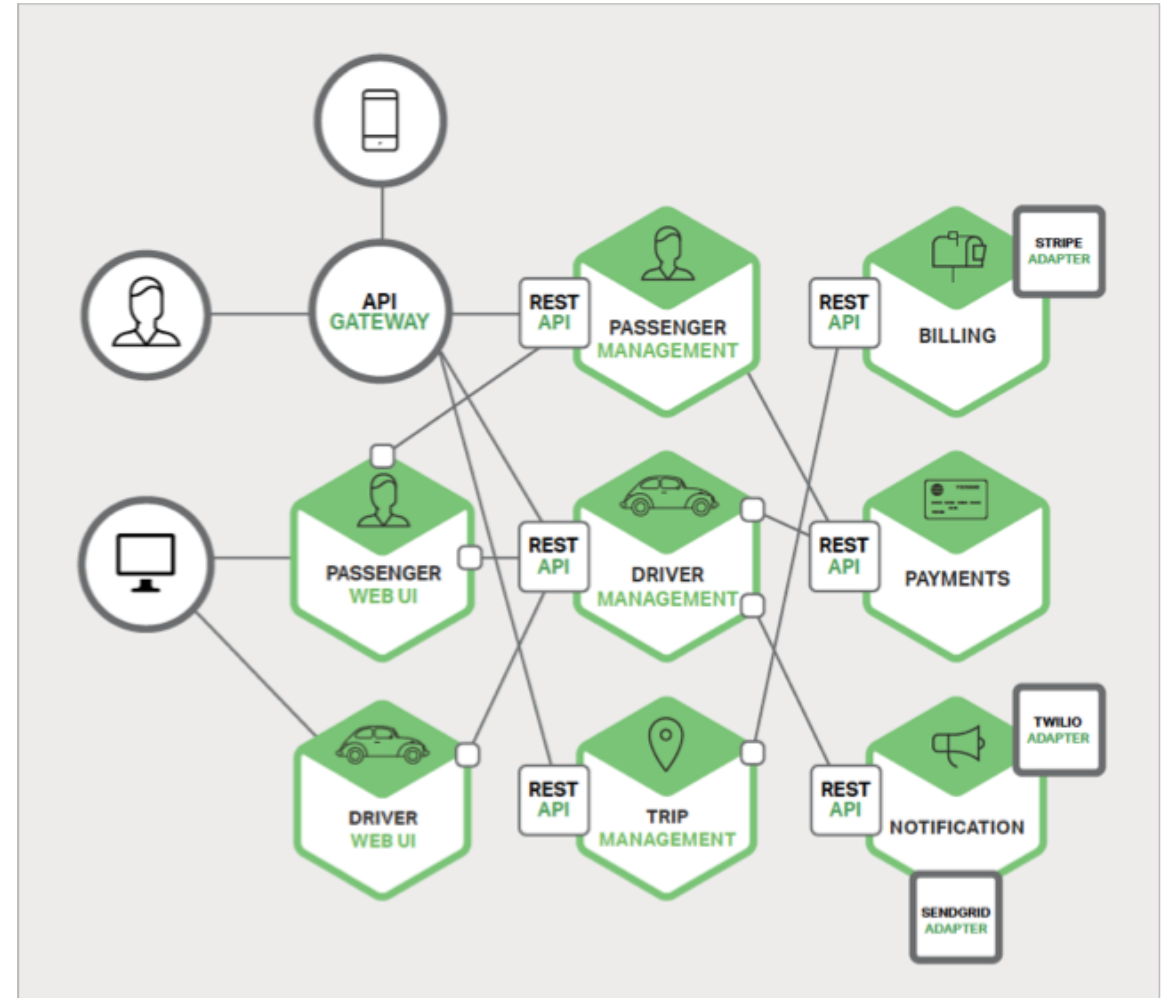 API
GATEWAY
REST
API
PASSENGER
MANAGEMENT
REST
API
BILLING
STRIPE
ADAPTER
PASSENGER
WEB UI
REST
API
DRIVER
MANAGEMENT
REST
API
PAYMENTS
DRIVER
WEB UI
REST
API
TRIP
MANAGEMENT
REST
API
NOTIFICATION
TWILIO
ADAPTER
SENDGRID
ADAPTER